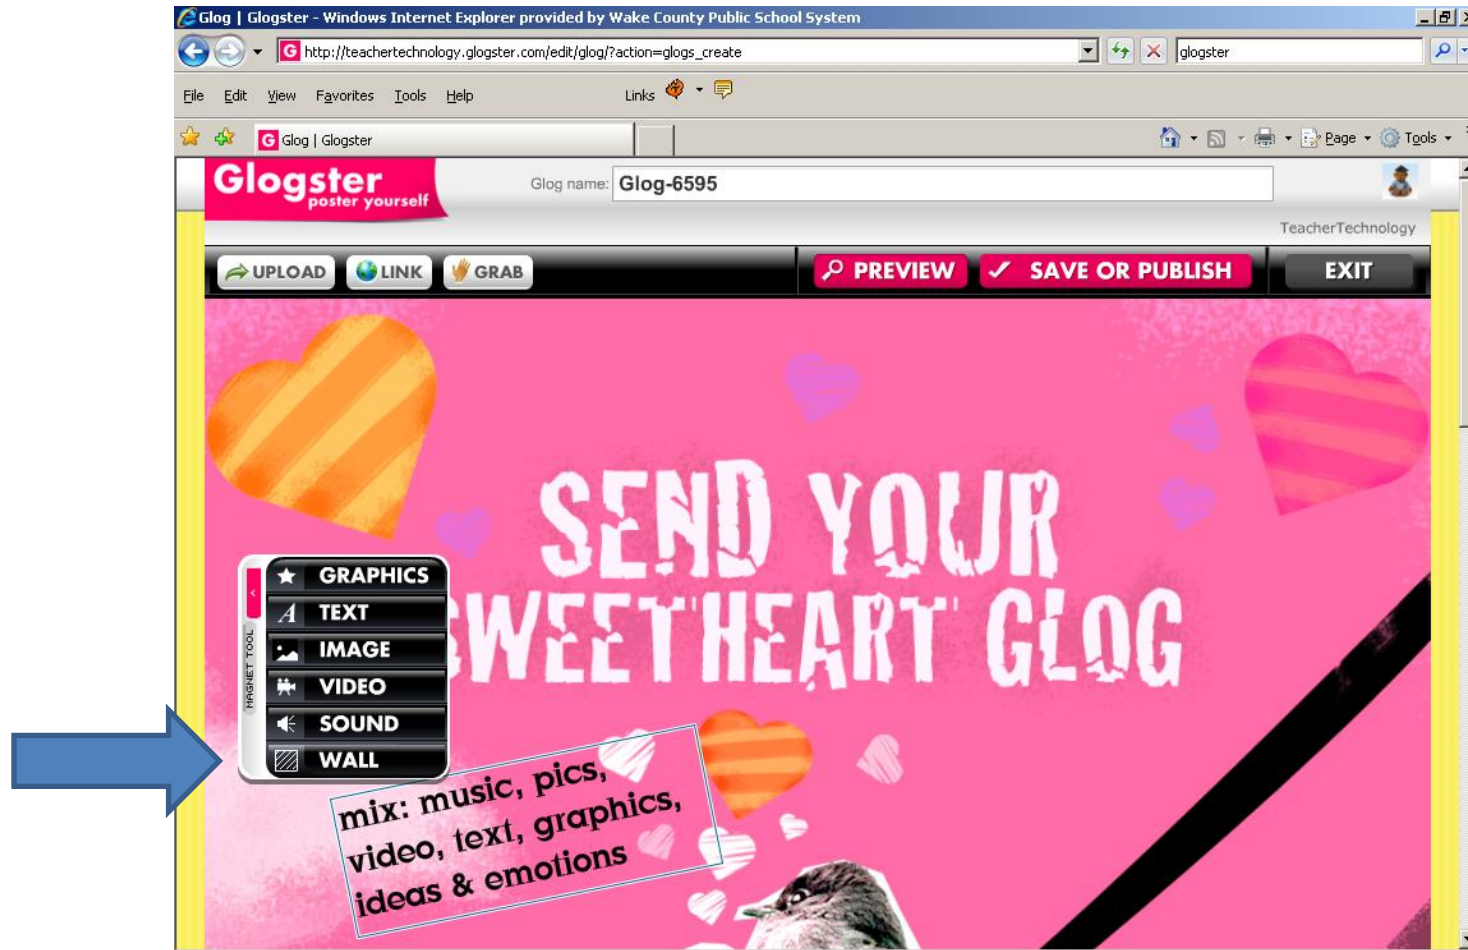 Glog | Glogster - Windows Internet Explorer provided by Wake County Public School System
http://teachertechnology.glogster.com/edit/glog/?action=glogs_create
glogster
File Edit View Favorites Tools Help Links
Glog | Glogster
Page Tools
Glogster
poster yourself
Glog name: Glog-6595
TeacherTechnology
UPLOAD LINK GRAB PREVIEW SAVE OR PUBLISH EXIT
SEND YOUR
SWEETHEART GLOG
MAGNET TOOL
GRAPHICS
TEXT
IMAGE
VIDEO
SOUND
WALL
mix: music, pics,
video, text, graphics,
ideas & emotions